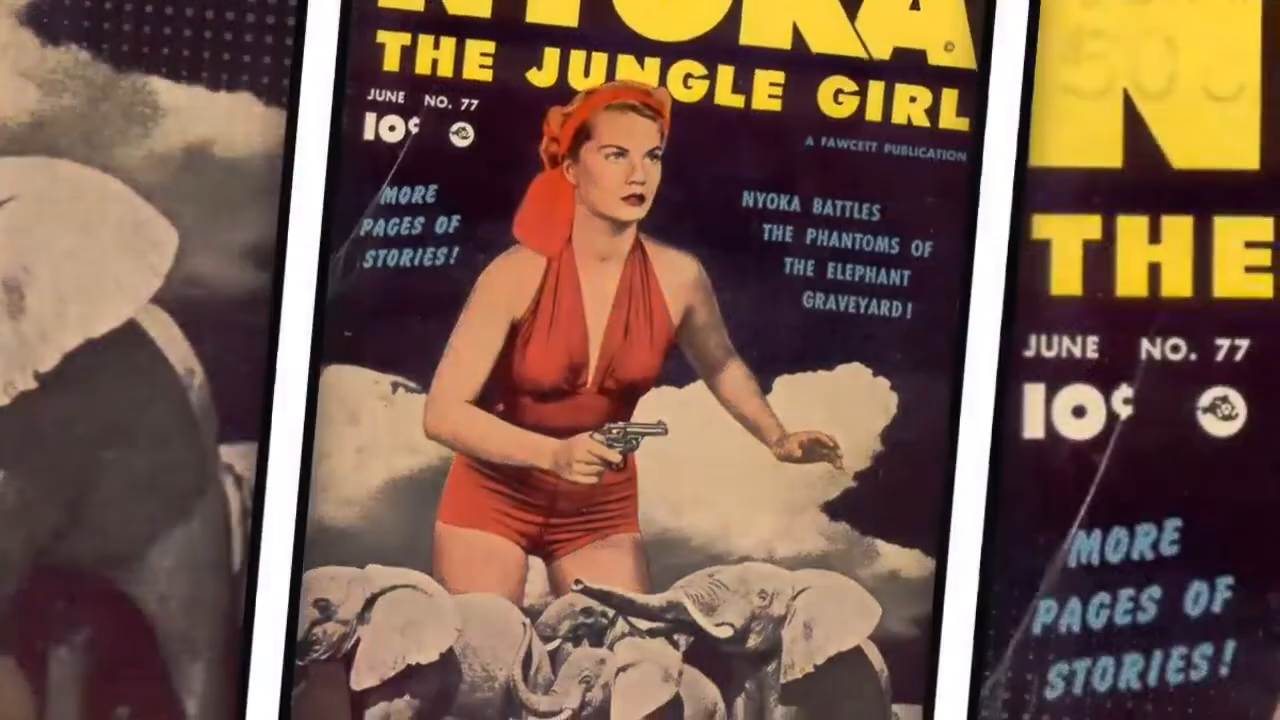 NYOKA
THE JUNGLE GIRL
JUNE NO. 77
10¢
A FAWCETT PUBLICATION
MORE
PAGES OF
STORIES!
NYOKA BATTLES
THE PHANTOMS OF
THE ELEPHANT
GRAVEYARD!
N
THE
JUNE NO. 77
10¢
MORE
PAGES OF
STORIES!